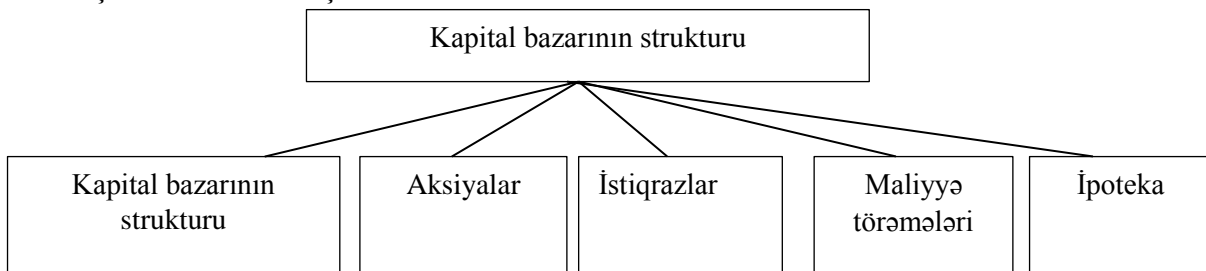 Kapital bazarının strukturu
Kapital bazarının
strukturu
Aksiyalar
İstiqrazlar
Maliyyə
törəmələri
İpoteka